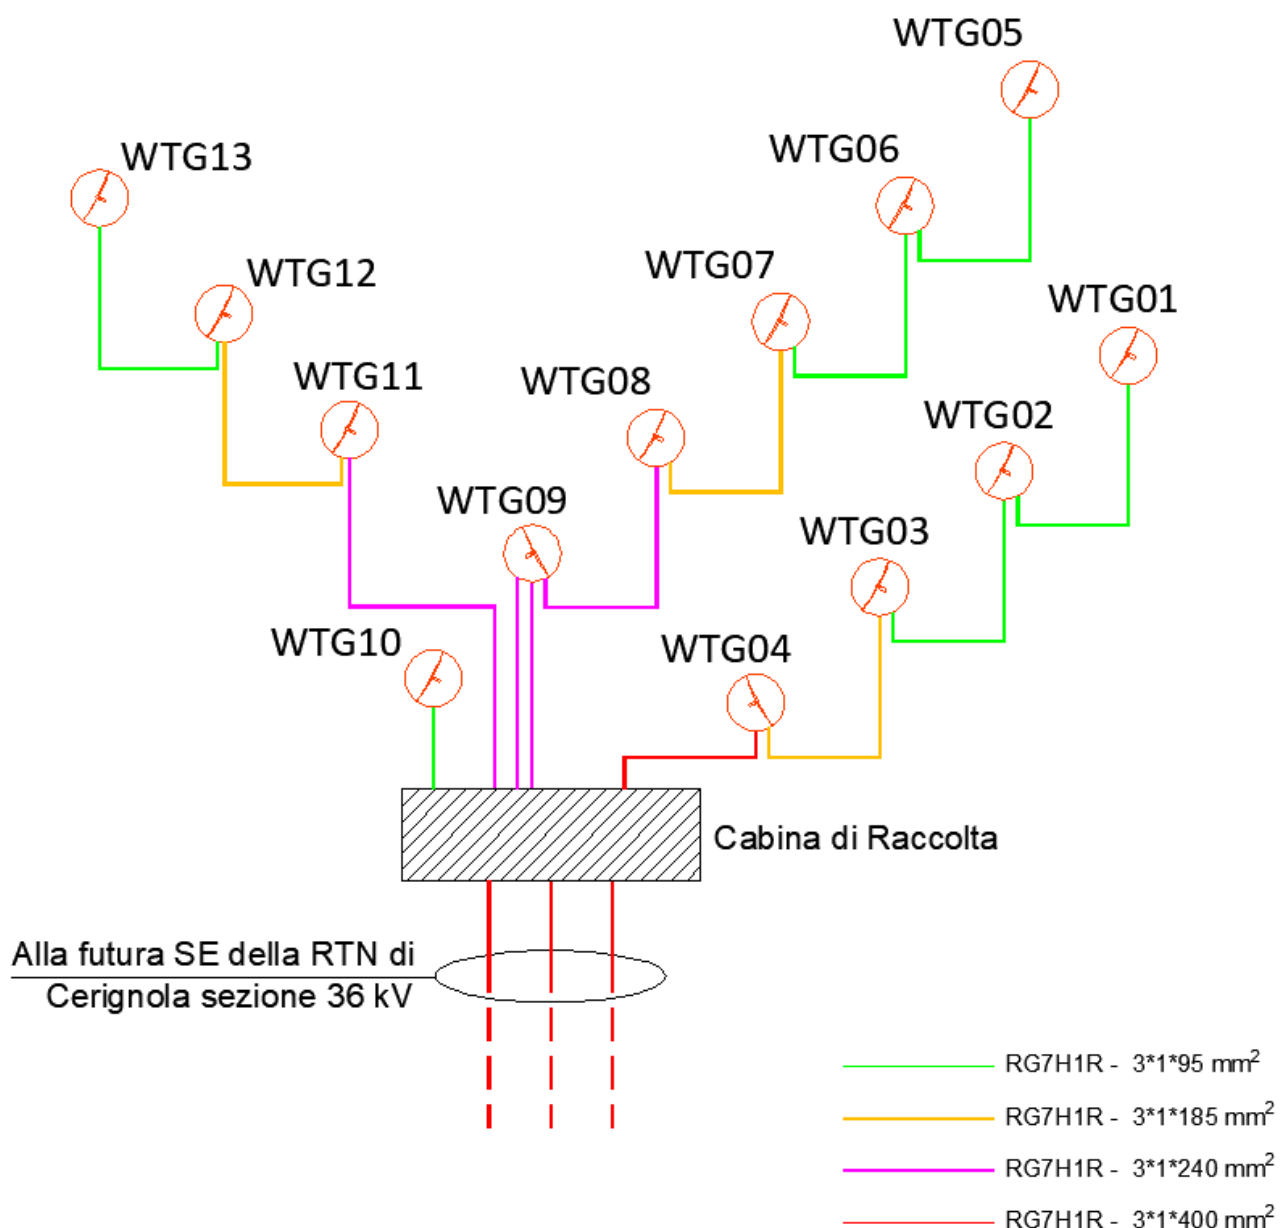 WTG05
WTG06
WTG13
WTG07
WTG12
WTG01
WTG11
WTG08
WTG02
WTG09
WTG03
WTG10
WTG04
Cabina di Raccolta
Alla futura SE della RTN di
Cerignola sezione 36 kV
RG7H1R - 3*1*95 mm²
RG7H1R - 3*1*185 mm²
RG7H1R - 3*1*240 mm²
RG7H1R - 3*1*400 mm²